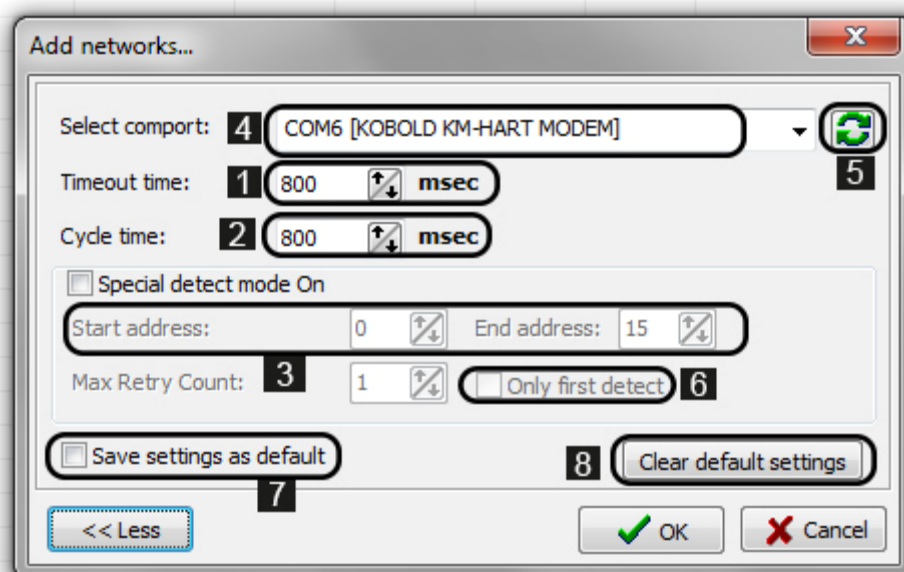 Add networks...
Select comport: 4 COM6 [KOBOLD KM-HART MODEM]
5
Timeout time: 1 800 msec
Cycle time: 2 800 msec
Special detect mode On
Start address: 0 End address: 15
Max Retry Count: 3 1 Only first detect 6
Save settings as default
7
8 Clear default settings
<< Less OK Cancel